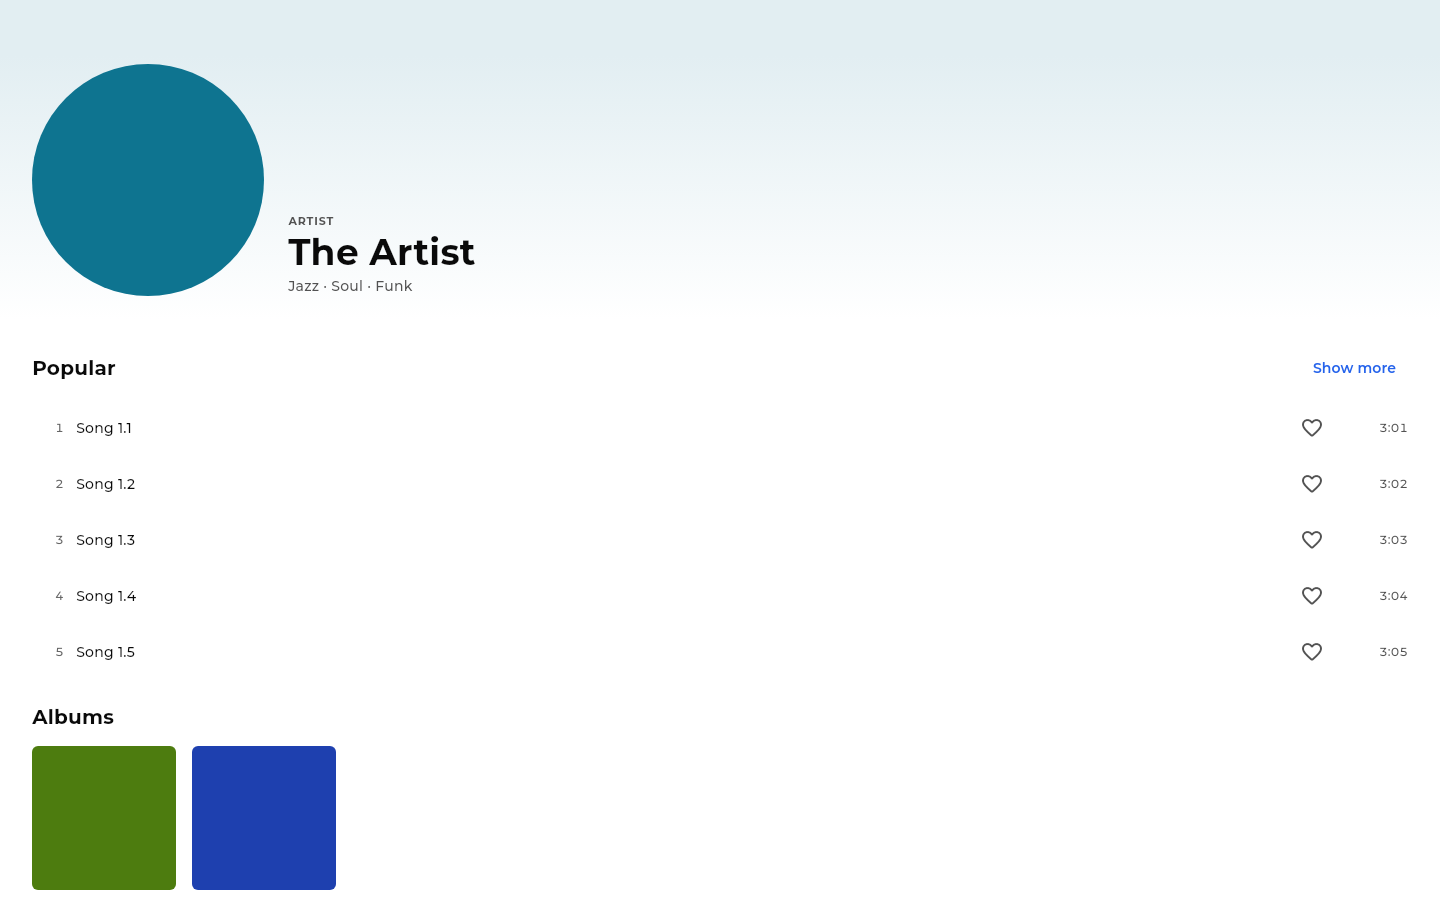 ARTIST
The Artist
Jazz · Soul · Funk
Popular
Show more
1 Song 1.1 3:01
2 Song 1.2 3:02
3 Song 1.3 3:03
4 Song 1.4 3:04
5 Song 1.5 3:05
Albums